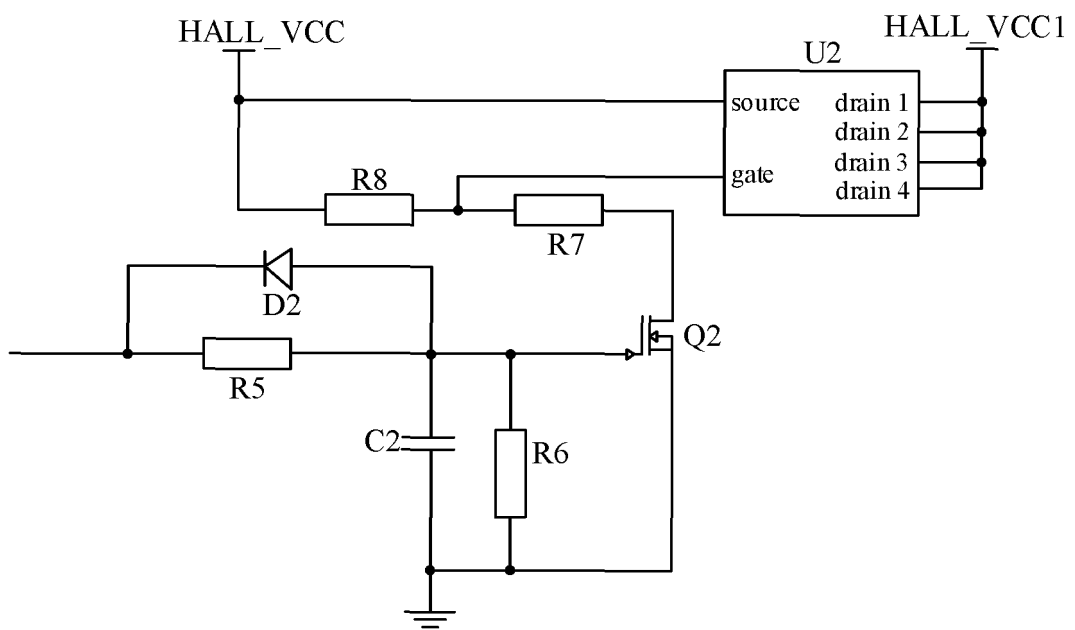 HALL_VCC
HALL_VCC1
U2
source
drain 1
drain 2
drain 3
drain 4
gate
R8
R7
D2
Q2
R5
C2
R6